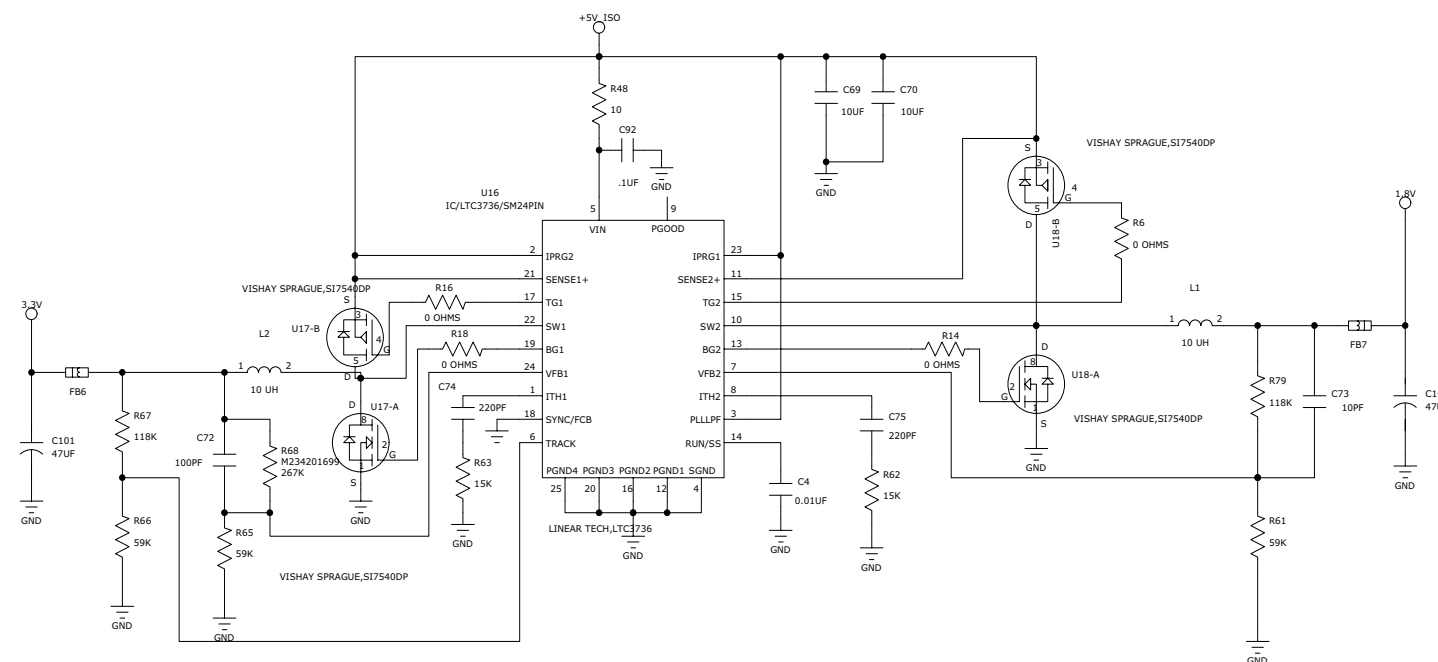 +5V_ISO
R48
10
C92
.1UF
GND
C69
10UF
C70
10UF
GND
VISHAY SPRAGUE,SI7540DP
S
3
4
G
5
D
U18-B
R6
0 OHMS
1.8V
U16
IC/LTC3736/SM24PIN
5
9
VIN
PGOOD
2
IPRG2
IPRG1
23
21
SENSE1+
SENSE2+
11
17
TG1
TG2
15
22
SW1
SW2
10
19
BG1
BG2
13
24
VFB1
VFB2
7
1
ITH1
ITH2
8
18
SYNC/FCB
PLLLPF
3
6
TRACK
RUN/SS
14
PGND4
PGND3
PGND2
PGND1
SGND
25
20
16
12
4
LINEAR TECH,LTC3736
GND
VISHAY SPRAGUE,SI7540DP
S
3
U17-B
4
G
5
D
R16
0 OHMS
R18
0 OHMS
3.3V
L2
1
2
10 UH
FB6
C101
47UF
GND
R67
118K
R66
59K
GND
C72
100PF
R68
M234201699
267K
R65
59K
GND
D
U17-A
8
2
G
1
S
GND
VISHAY SPRAGUE,SI7540DP
C74
220PF
R63
15K
GND
C4
0.01UF
GND
C75
220PF
R62
15K
GND
R14
0 OHMS
D
8
2
G
1
S
U18-A
VISHAY SPRAGUE,SI7540DP
GND
L1
1
2
10 UH
FB7
R79
118K
C73
10PF
R61
59K
GND
GND